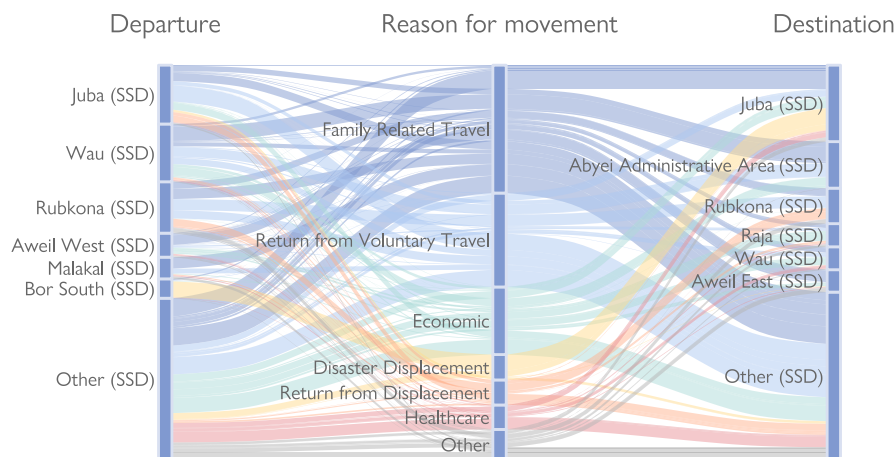 Departure
Reason for movement
Destination
Juba (SSD)
Wau (SSD)
Rubkona (SSD)
Aweil West (SSD)
Malakal (SSD)
Bor South (SSD)
Other (SSD)
Family Related Travel
Return from Voluntary Travel
Economic
Disaster Displacement
Return from Displacement
Healthcare
Other
Juba (SSD)
Abyei Administrative Area (SSD)
Rubkona (SSD)
Raja (SSD)
Wau (SSD)
Aweil East (SSD)
Other (SSD)